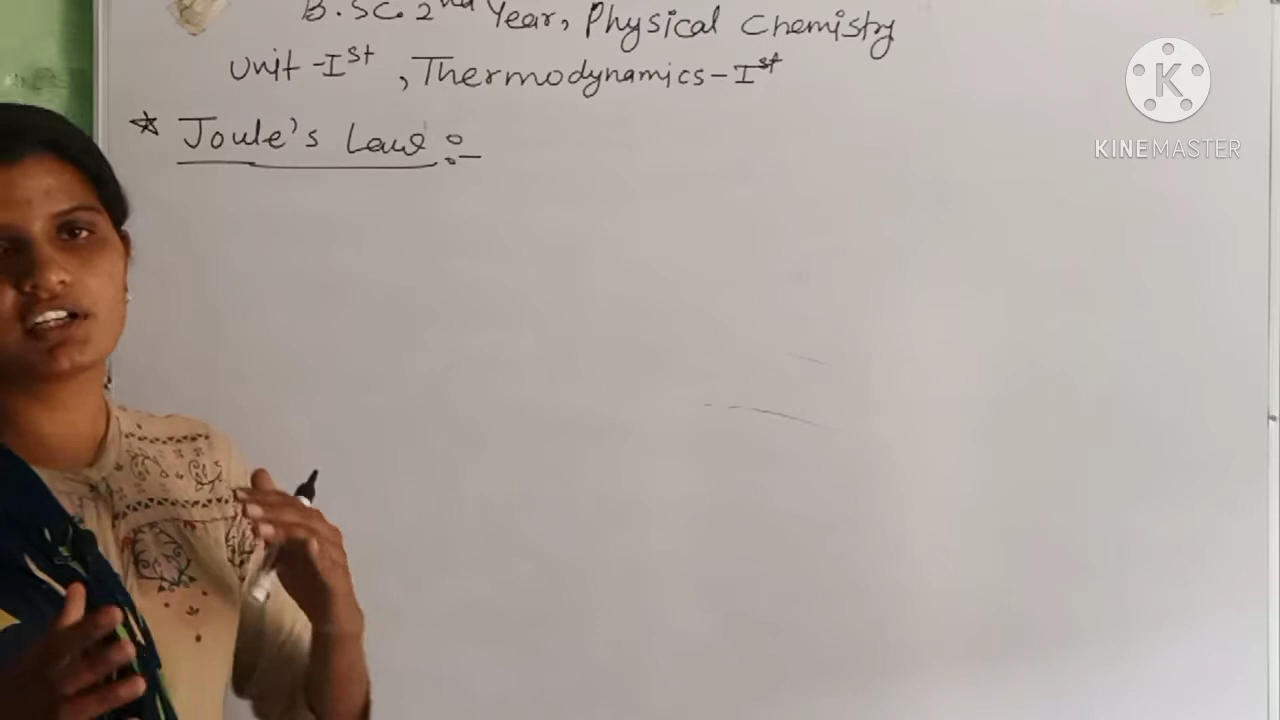 B.Sc. 2nd Year, Physical Chemistry
Unit-Ist, Thermodynamics-Ist
☆ Joule's Law :-
K
KINEMASTER